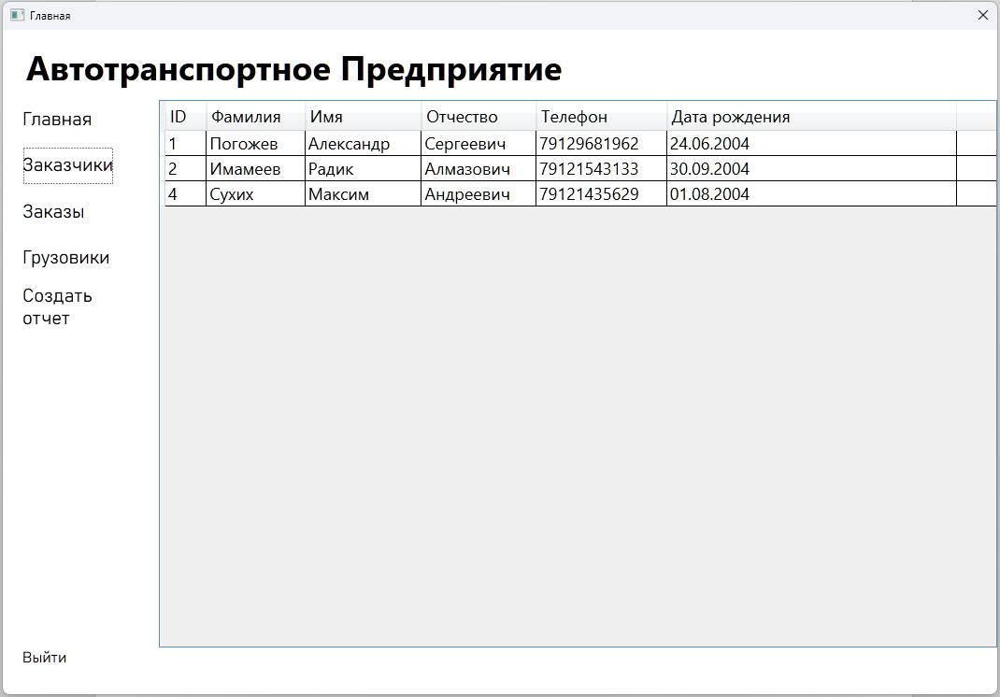 Главная
Автотранспортное Предприятие
Главная
Заказчики
Заказы
Грузовики
Создать
отчет
Выйти
ID Фамилия Имя Отчество Телефон Дата рождения
1 Погожев Александр Сергеевич 79129681962 24.06.2004
2 Имамеев Радик Алмазович 79121543133 30.09.2004
4 Сухих Максим Андреевич 79121435629 01.08.2004